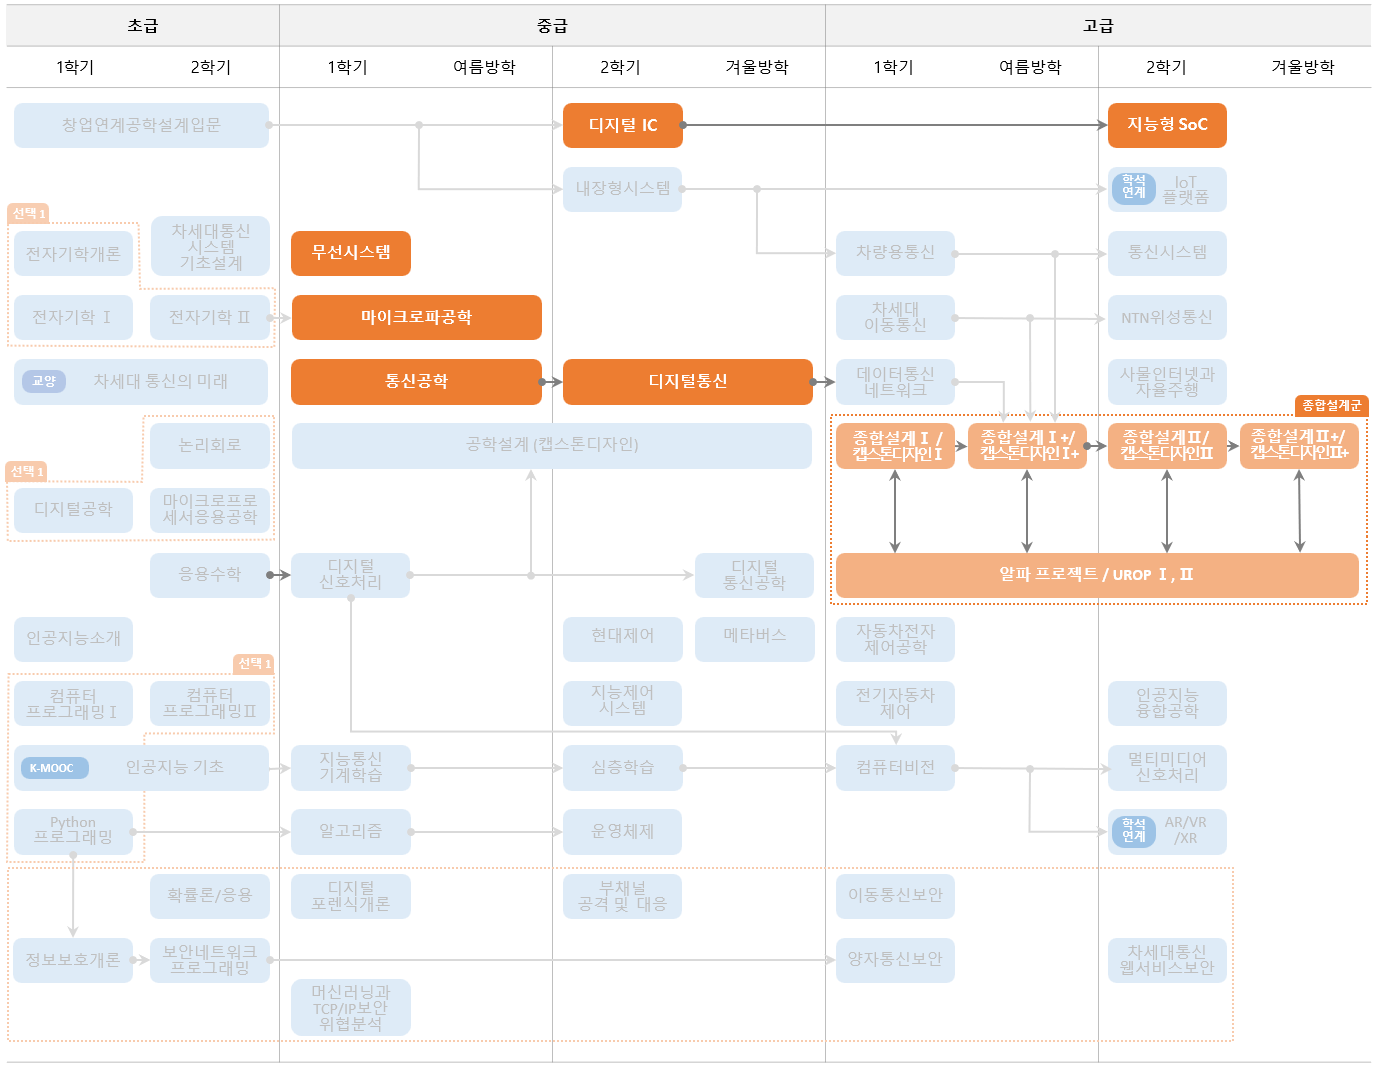 초급
중급
고급
1학기
2학기
1학기
여름방학
2학기
겨울방학
1학기
여름방학
2학기
겨울방학
창업연계공학설계입문
디지털 IC
지능형 SoC
내장형시스템
학석
연계
IoT
플랫폼
선택 1
전자기학개론
차세대통신
시스템
기초설계
무선시스템
차량용통신
통신시스템
전자기학 Ⅰ
전자기학 Ⅱ
마이크로파공학
차세대
이동통신
NTN위성통신
교양
차세대 통신의 미래
통신공학
디지털통신
데이터통신
네트워크
사물인터넷과
자율주행
종합설계군
논리회로
공학설계 (캡스톤디자인)
종합설계Ⅰ/
캡스톤디자인Ⅰ
종합설계Ⅰ+/
캡스톤디자인Ⅰ+
종합설계Ⅱ/
캡스톤디자인Ⅱ
종합설계Ⅱ+/
캡스톤디자인Ⅱ+
선택 1
디지털공학
마이크로프로
세서응용공학
응용수학
디지털
신호처리
디지털
통신공학
알파 프로젝트 / UROP Ⅰ, Ⅱ
인공지능소개
현대제어
메타버스
자동차전자
제어공학
선택 1
컴퓨터
프로그래밍Ⅰ
컴퓨터
프로그래밍Ⅱ
지능제어
시스템
전기자동차
제어
인공지능
융합공학
K-MOOC
인공지능 기초
지능통신
기계학습
심층학습
컴퓨터비전
멀티미디어
신호처리
Python
프로그래밍
알고리즘
운영체제
학석
연계
AR/VR
/XR
확률론/응용
디지털
포렌식개론
부채널
공격 및 대응
이동통신보안
정보보호개론
보안네트워크
프로그래밍
양자통신보안
차세대통신
웹서비스보안
머신러닝과
TCP/IP보안
위협분석